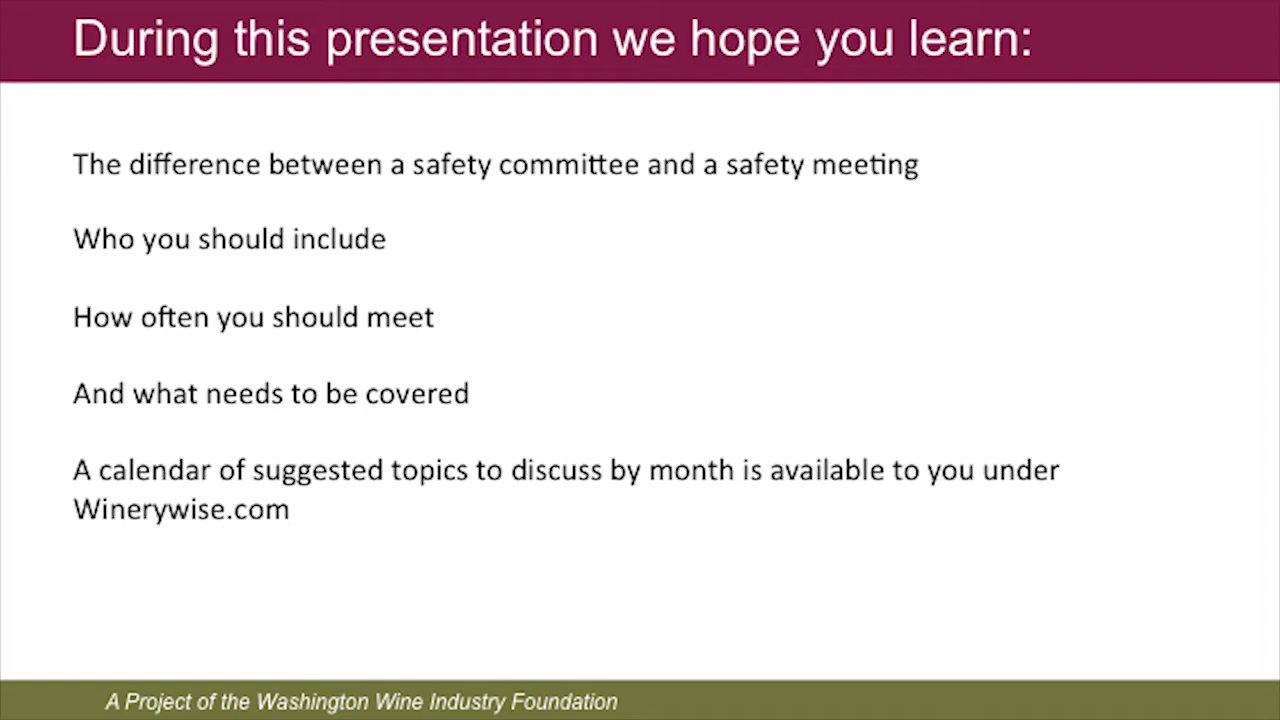 During this presentation we hope you learn:
The difference between a safety committee and a safety meeting
Who you should include
How often you should meet
And what needs to be covered
A calendar of suggested topics to discuss by month is available to you under
Winerywise.com
A Project of the Washington Wine Industry Foundation